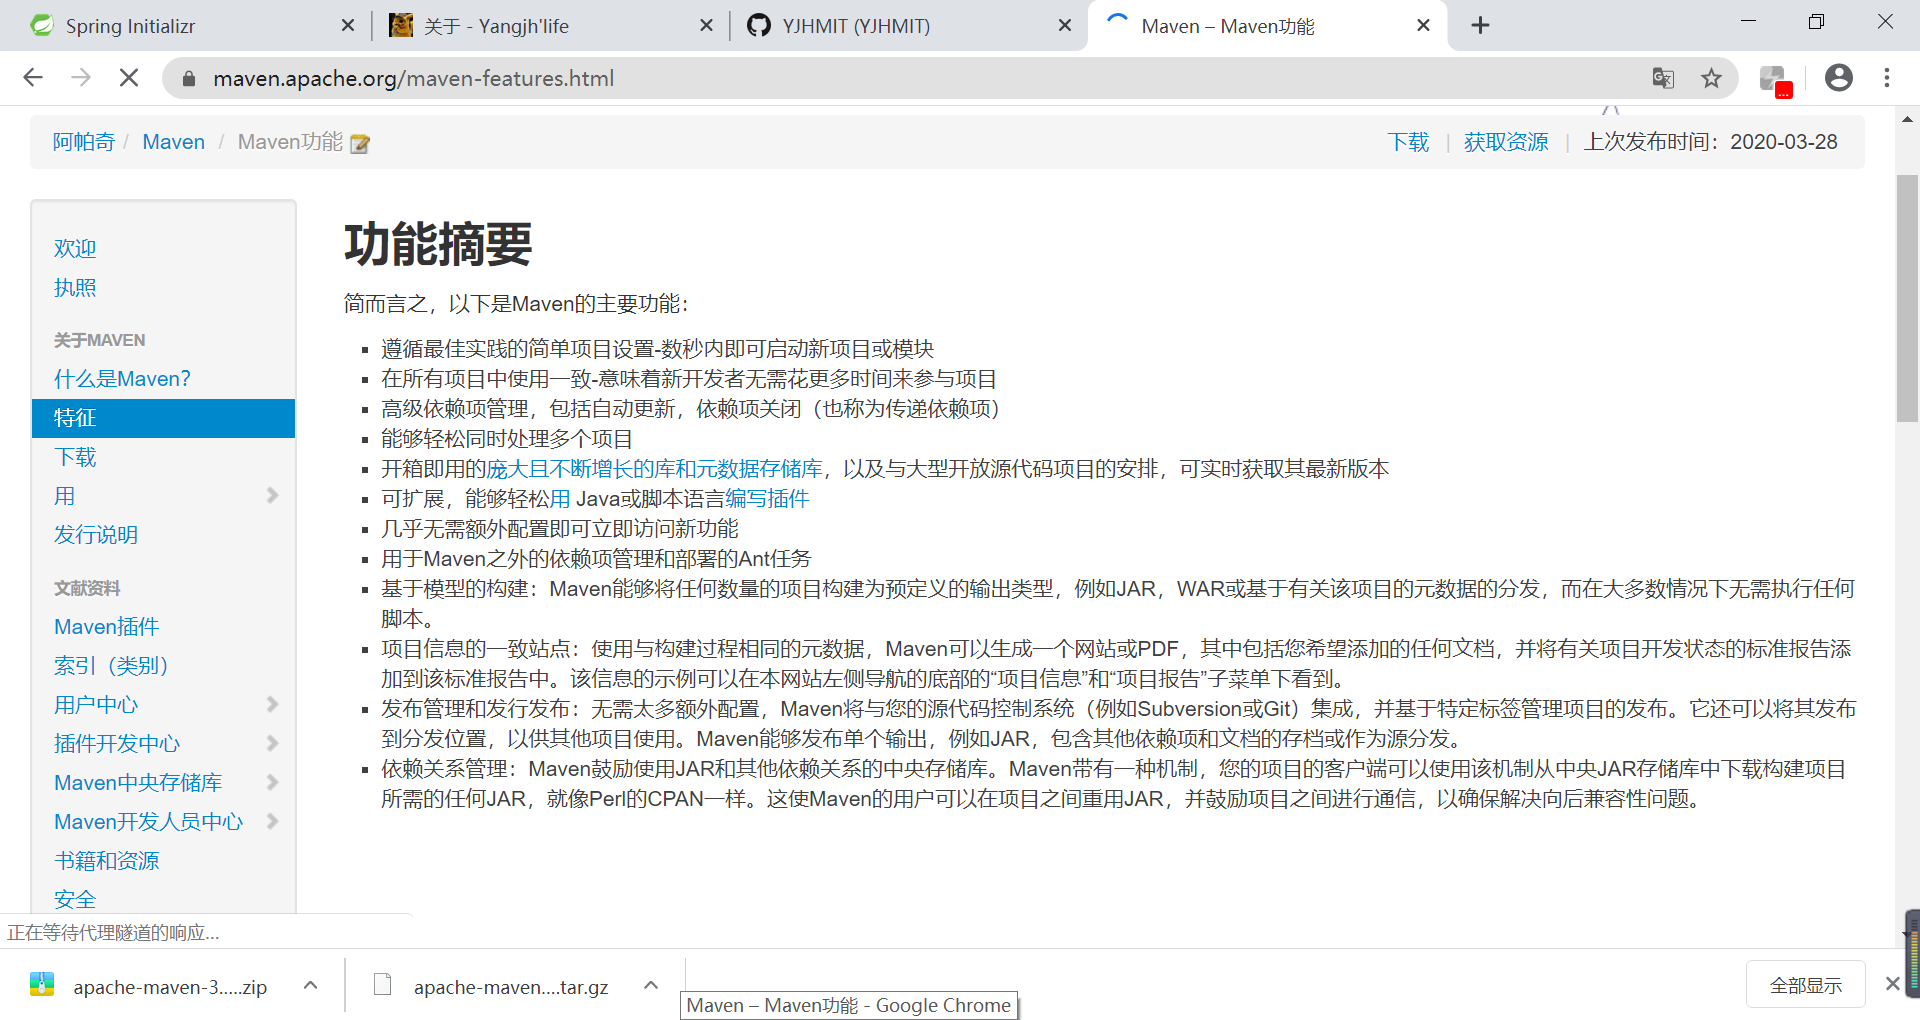 Spring Initializr
关于 - Yangjh'life
YJHMIT (YJHMIT)
Maven – Maven功能
maven.apache.org/maven-features.html
阿帕奇 / Maven / Maven功能
下载 | 获取资源 | 上次发布时间：2020-03-28
欢迎
执照
关于MAVEN
什么是Maven？
特征
下载
用
发行说明
文献资料
Maven插件
索引（类别）
用户中心
插件开发中心
Maven中央存储库
Maven开发人员中心
书籍和资源
安全
功能摘要
简而言之，以下是Maven的主要功能：
遵循最佳实践的简单项目设置-数秒内即可启动新项目或模块
在所有项目中使用一致-意味着新开发者无需花更多时间来参与项目
高级依赖项管理，包括自动更新，依赖项关闭（也称为传递依赖项）
能够轻松同时处理多个项目
开箱即用的庞大且不断增长的库和元数据存储库，以及与大型开放源代码项目的安排，可实时获取其最新版本
可扩展，能够轻松用 Java或脚本语言编写插件
几乎无需额外配置即可立即访问新功能
用于Maven之外的依赖项管理和部署的Ant任务
基于模型的构建：Maven能够将任何数量的项目构建为预定义的输出类型，例如JAR，WAR或基于有关该项目的元数据的分发，而在大多数情况下无需执行任何
脚本。
项目信息的一致站点：使用与构建过程相同的元数据，Maven可以生成一个网站或PDF，其中包括您希望添加的任何文档，并将有关项目开发状态的标准报告添
加到该标准报告中。该信息的示例可以在本网站左侧导航的底部的“项目信息”和“项目报告”子菜单下看到。
发布管理和发行发布：无需太多额外配置，Maven将与您的源代码控制系统（例如Subversion或Git）集成，并基于特定标签管理项目的发布。它还可以将其发布
到分发位置，以供其他项目使用。Maven能够发布单个输出，例如JAR，包含其他依赖项和文档的存档或作为源分发。
依赖关系管理：Maven鼓励使用JAR和其他依赖关系的中央存储库。Maven带有一种机制，您的项目的客户端可以使用该机制从中央JAR存储库中下载构建项目
所需的任何JAR，就像Perl的CPAN一样。这使Maven的用户可以在项目之间重用JAR，并鼓励项目之间进行通信，以确保解决向后兼容性问题。
正在等待代理隧道的响应...
apache-maven-3.....zip
apache-maven....tar.gz
Maven – Maven功能 - Google Chrome
全部显示